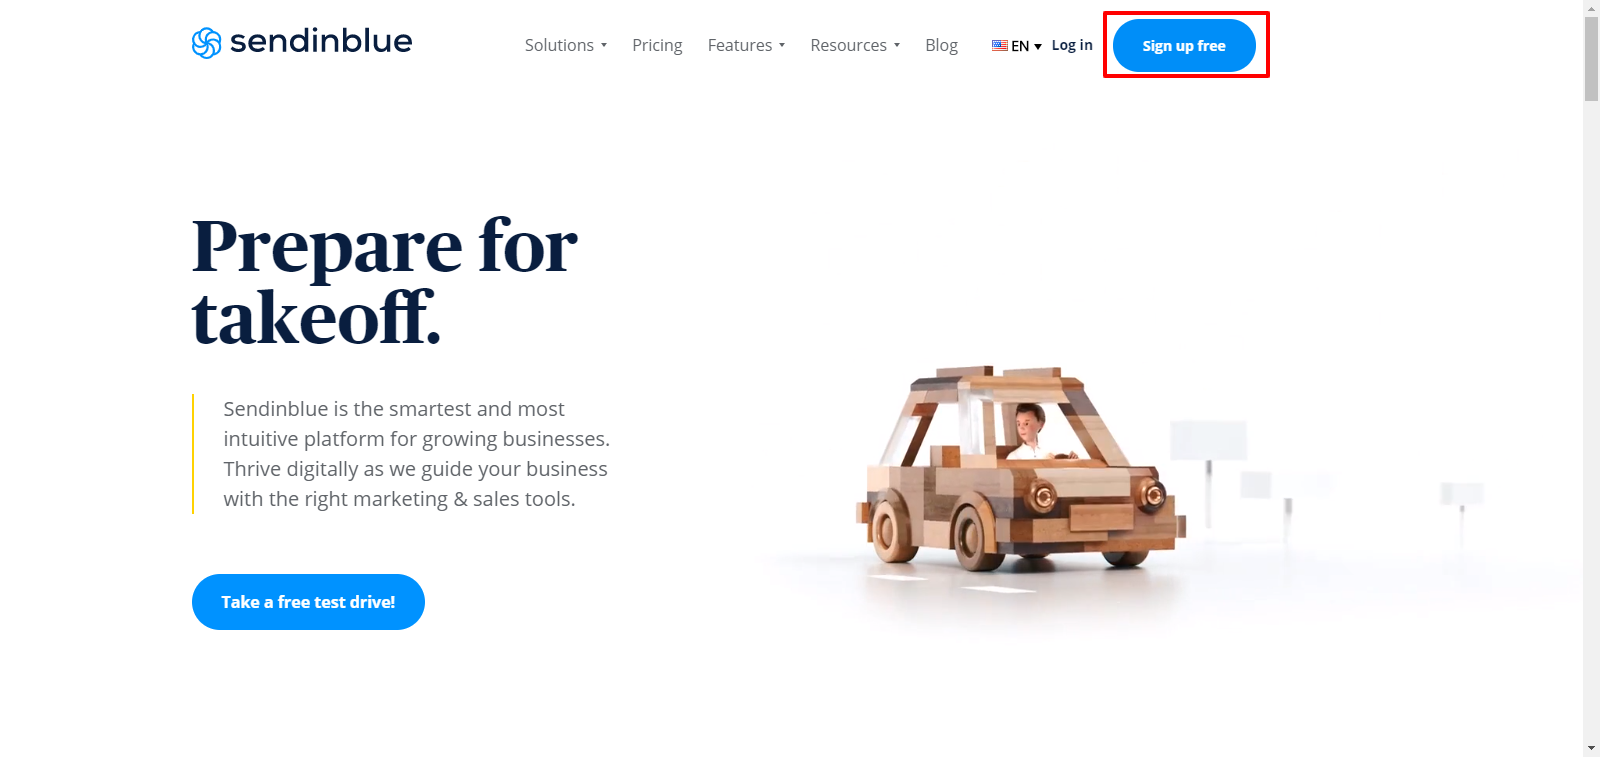 sendinblue
Solutions
Pricing
Features
Resources
Blog
EN
Log in
Sign up free
Prepare for
takeoff.
Sendinblue is the smartest and most
intuitive platform for growing businesses.
Thrive digitally as we guide your business
with the right marketing & sales tools.
Take a free test drive!